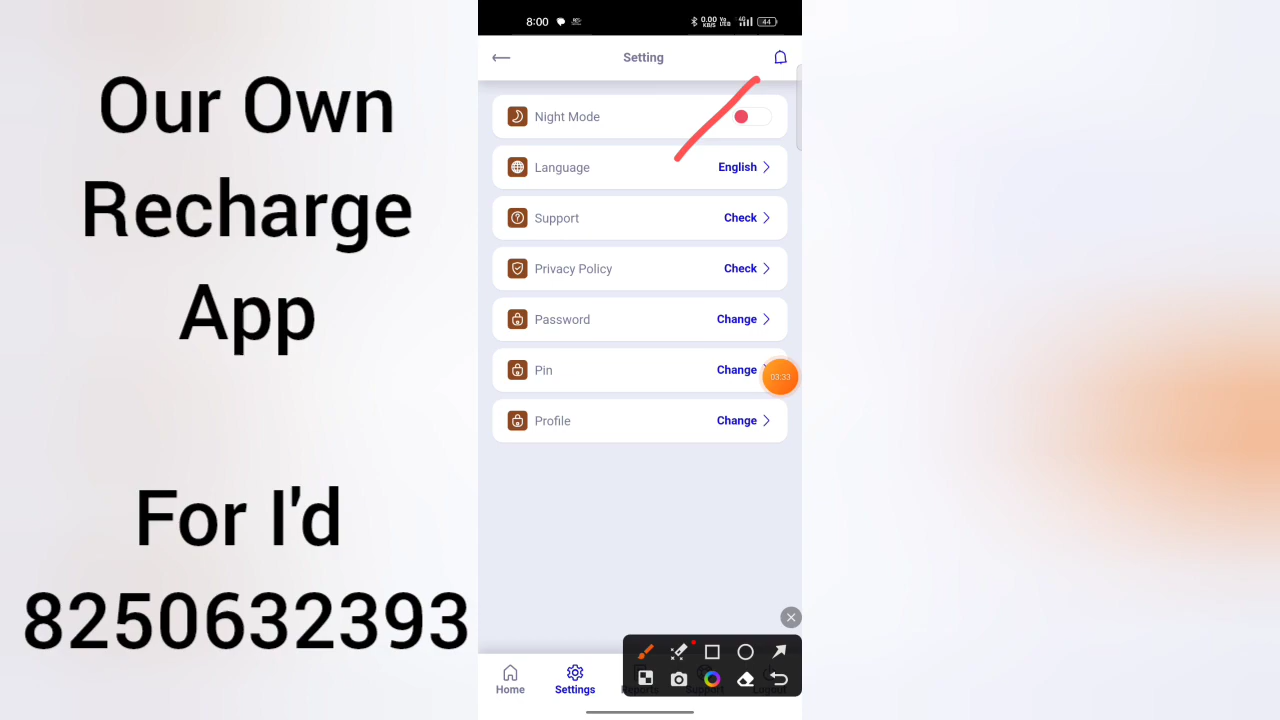 Our Own
Recharge
App
For I'd
8250632393
8:00
44
Setting
Night Mode
Language English
Support Check
Privacy Policy Check
Password Change
Pin Change
03:33
Profile Change
Home Settings